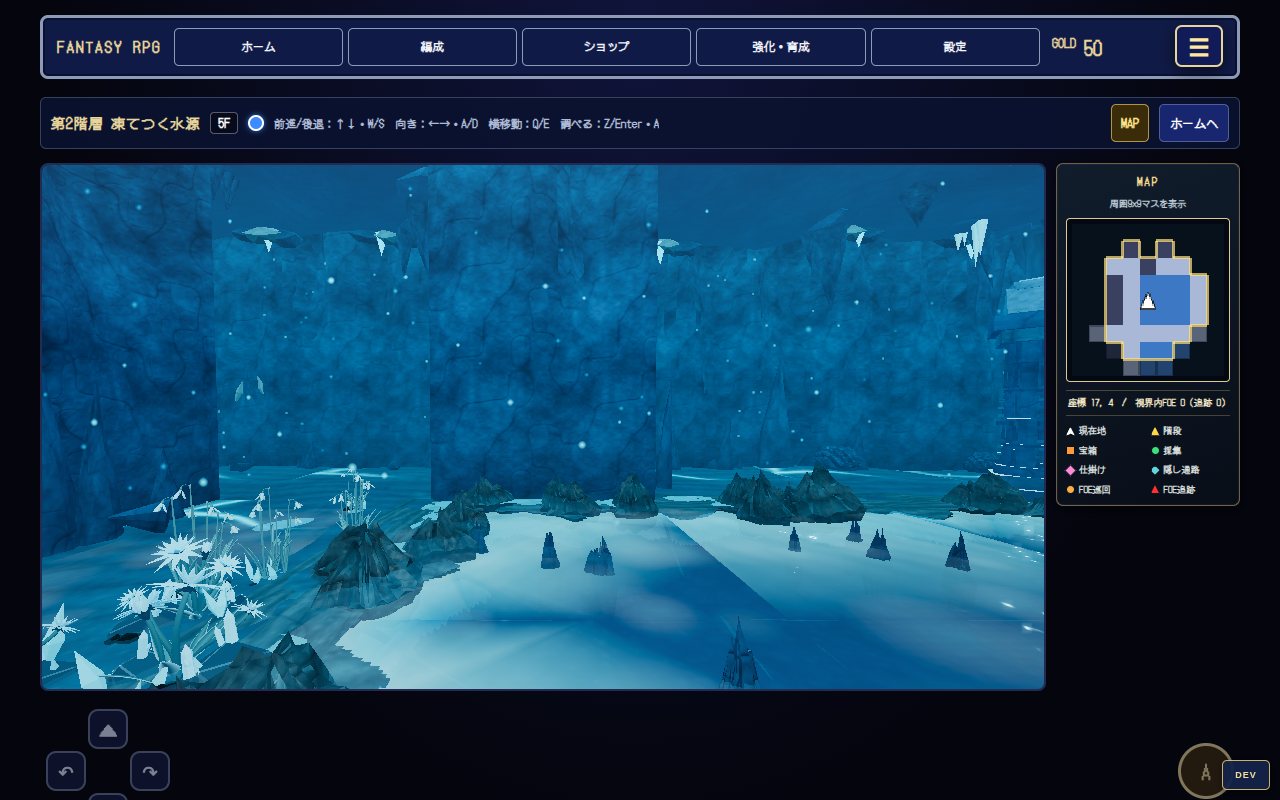 FANTASY RPG
ホーム
編成
ショップ
強化・育成
設定
GOLD 50
第2階層 凍てつく水源
5F
前進/後退：↑↓・W/S 向き：←→・A/D 横移動：Q/E 調べる：Z/Enter・A
MAP
ホームへ
MAP
周囲9x9マスを表示
座標 17, 4 / 視界内FOE 0 (追跡 0)
現在地
階段
宝箱
採集
仕掛け
隠し通路
FOE巡回
FOE追跡
A
DEV